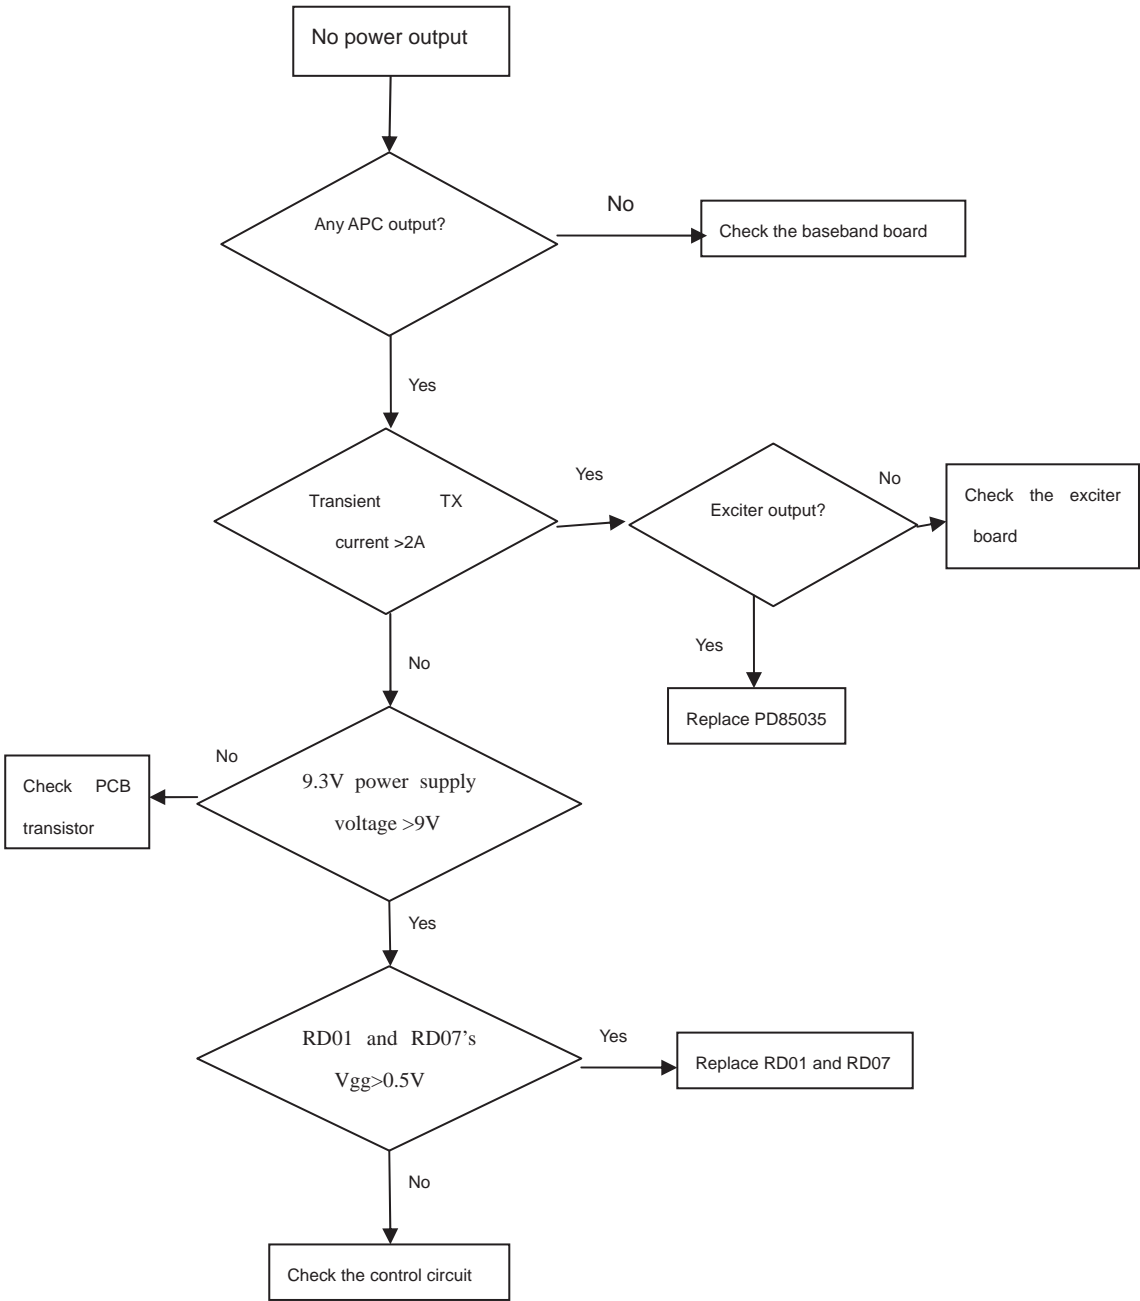 No power output
Any APC output?
No
Check the baseband board
Yes
Transient TX
current >2A
Yes
Exciter output?
No
Check the exciter
board
Yes
Replace PD85035
No
No
Check PCB
transistor
9.3V power supply
voltage >9V
Yes
RD01 and RD07's
Vgg>0.5V
Yes
Replace RD01 and RD07
No
Check the control circuit